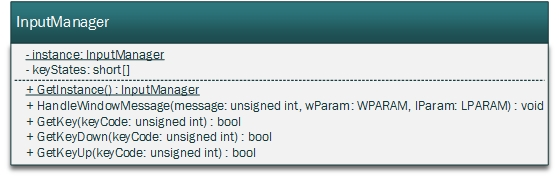 InputManager
- instance: InputManager
- keyStates: short[]
+ GetInstance() : InputManager
+ HandleWindowMessage(message: unsigned int, wParam: WPARAM, lParam: LPARAM) : void
+ GetKey(keyCode: unsigned int) : bool
+ GetKeyDown(keyCode: unsigned int) : bool
+ GetKeyUp(keyCode: unsigned int) : bool